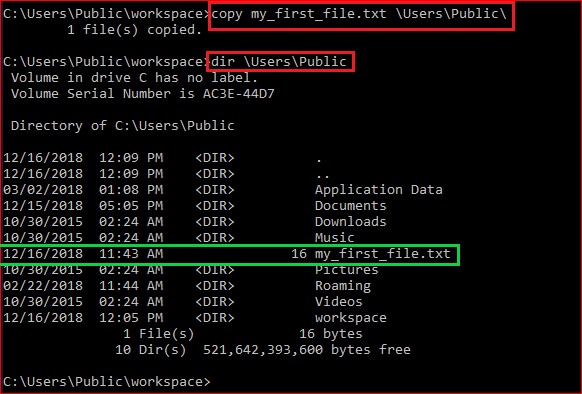 C:\Users\Public\workspace>copy my_first_file.txt \Users\Public\
        1 file(s) copied.
C:\Users\Public\workspace>dir \Users\Public
 Volume in drive C has no label.
 Volume Serial Number is AC3E-44D7
 Directory of C:\Users\Public
12/16/2018  12:09 PM    <DIR>          .
12/16/2018  12:09 PM    <DIR>          ..
03/02/2018  01:08 PM    <DIR>          Application Data
12/15/2018  05:05 PM    <DIR>          Documents
10/30/2015  02:24 AM    <DIR>          Downloads
10/30/2015  02:24 AM    <DIR>          Music
12/16/2018  11:43 AM                16 my_first_file.txt
10/30/2015  02:24 AM    <DIR>          Pictures
02/22/2018  11:44 AM    <DIR>          Roaming
10/30/2015  02:24 AM    <DIR>          Videos
12/16/2018  12:05 PM    <DIR>          workspace
               1 File(s)             16 bytes
              10 Dir(s)  521,642,393,600 bytes free
C:\Users\Public\workspace>